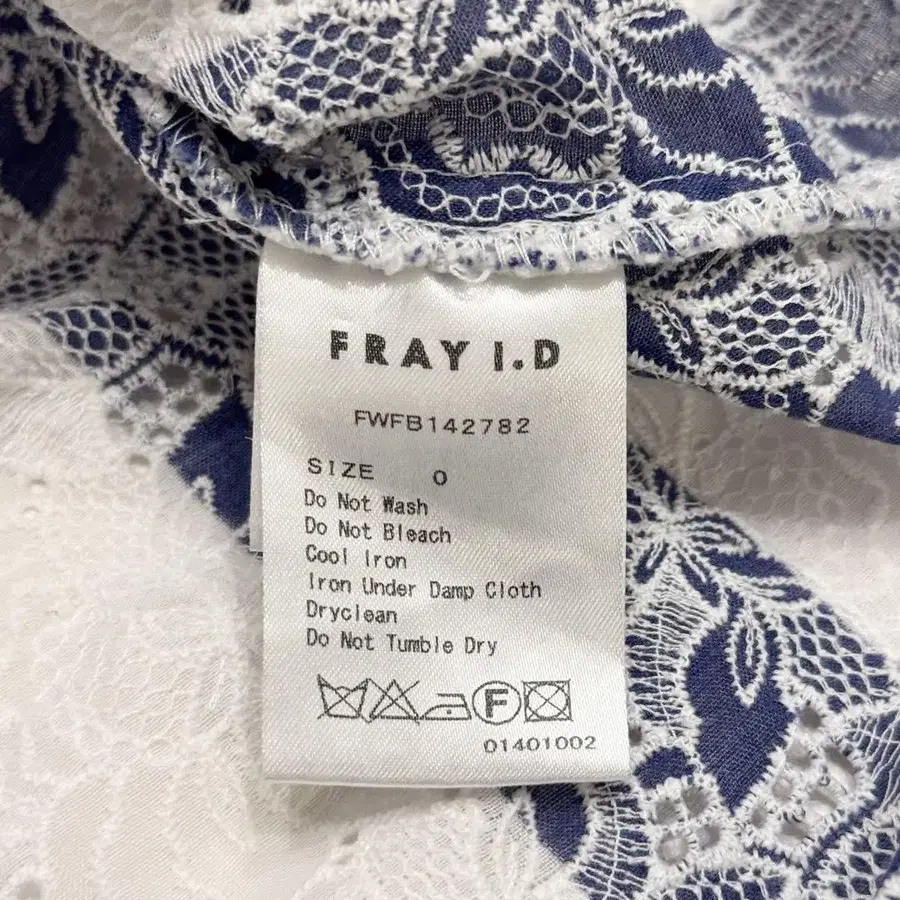 FRAY I.D
FWFB142782
SIZE 0
Do Not Wash
Do Not Bleach
Cool Iron
Iron Under Damp Cloth
Dryclean
Do Not Tumble Dry
F
01401002